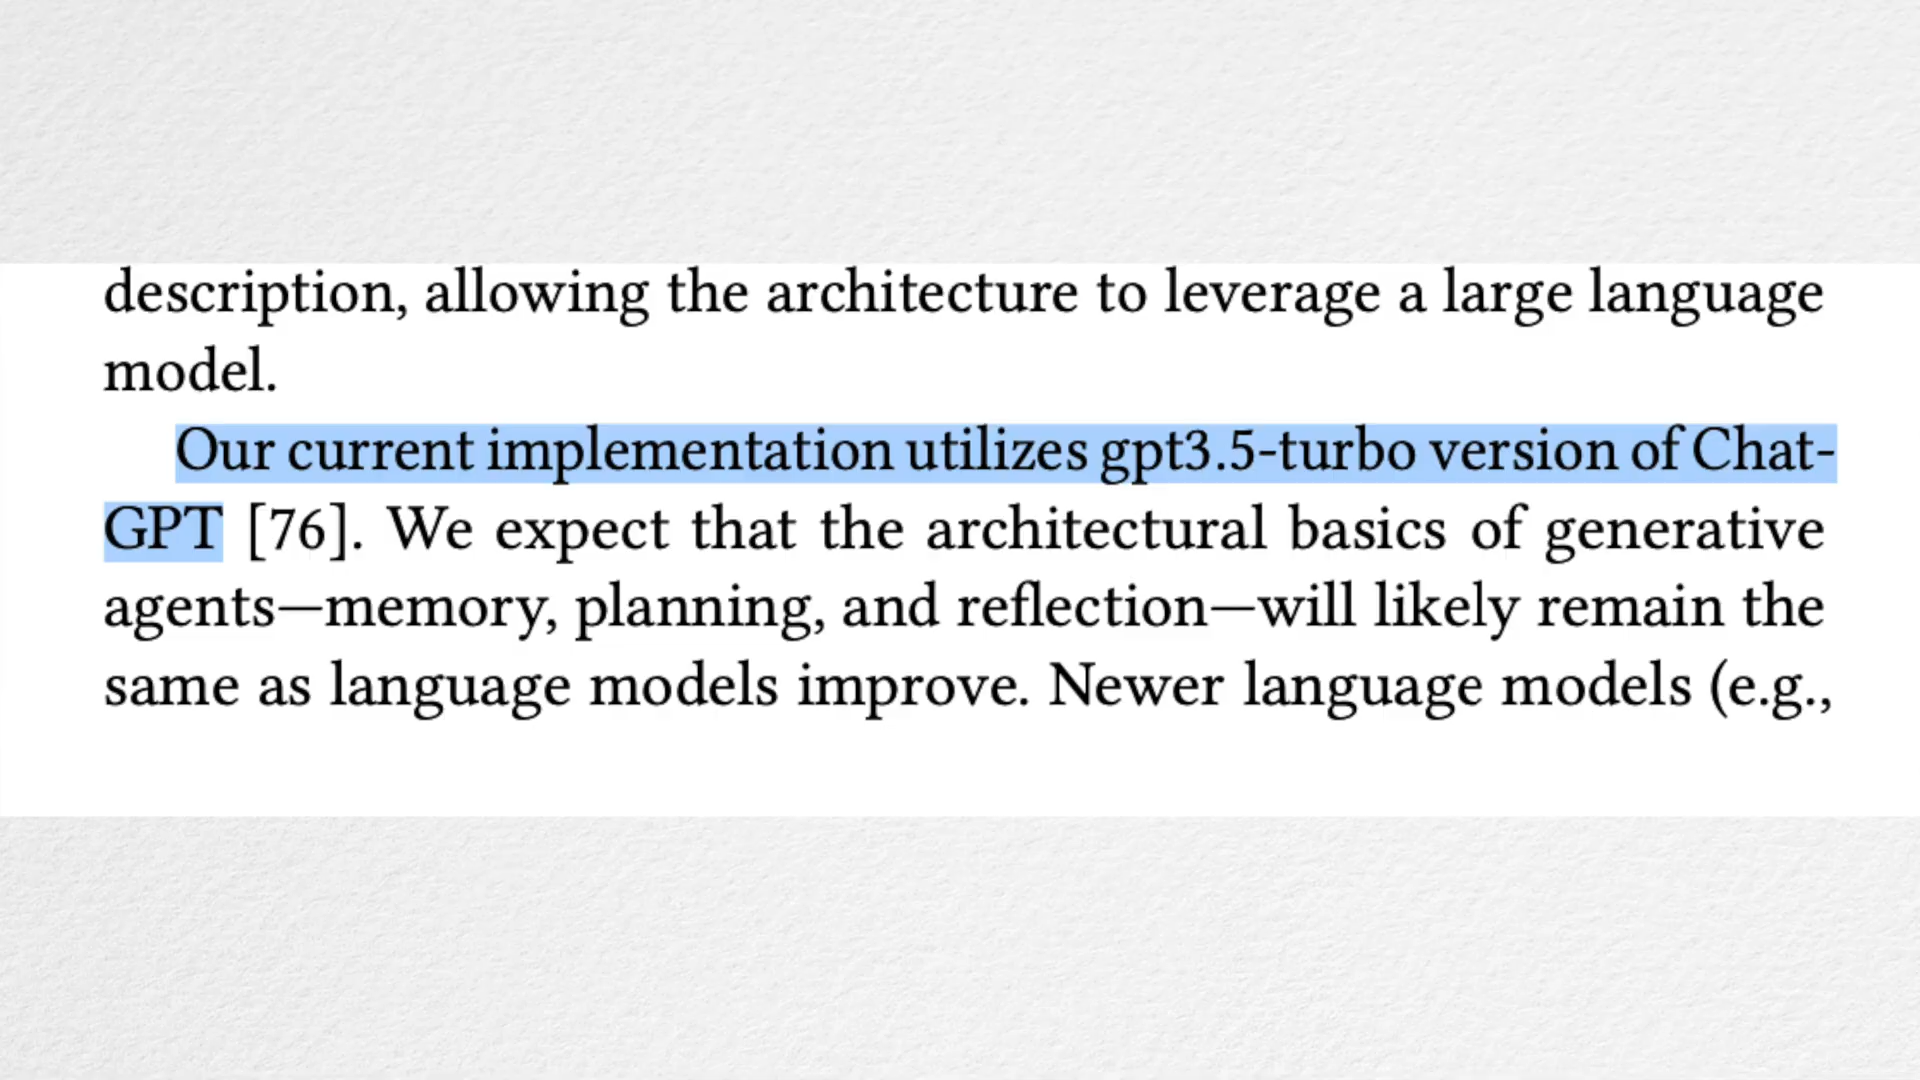 description, allowing the architecture to leverage a large language
model.
Our current implementation utilizes gpt3.5-turbo version of Chat-
GPT [76]. We expect that the architectural basics of generative
agents—memory, planning, and reflection—will likely remain the
same as language models improve. Newer language models (e.g.,